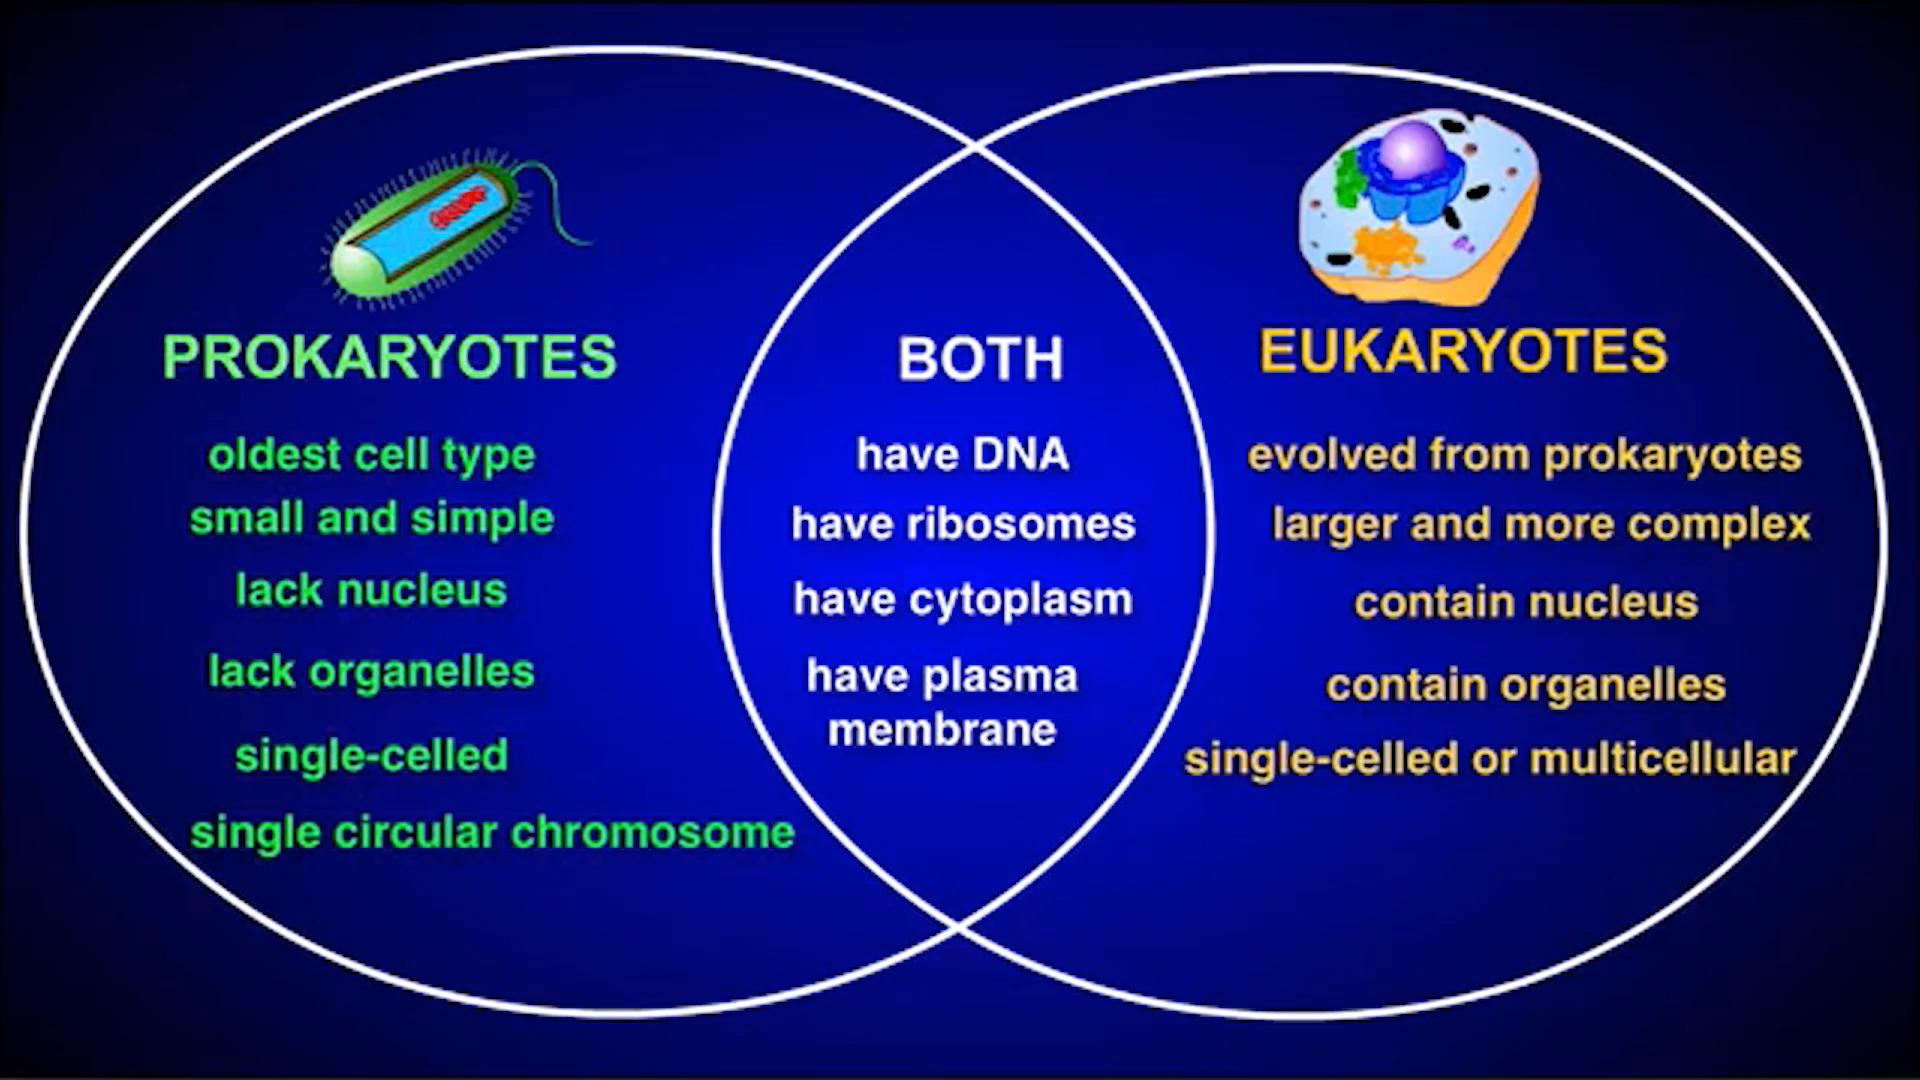 PROKARYOTES
oldest cell type
small and simple
lack nucleus
lack organelles
single-celled
single circular chromosome
BOTH
have DNA
have ribosomes
have cytoplasm
have plasma
membrane
EUKARYOTES
evolved from prokaryotes
larger and more complex
contain nucleus
contain organelles
single-celled or multicellular